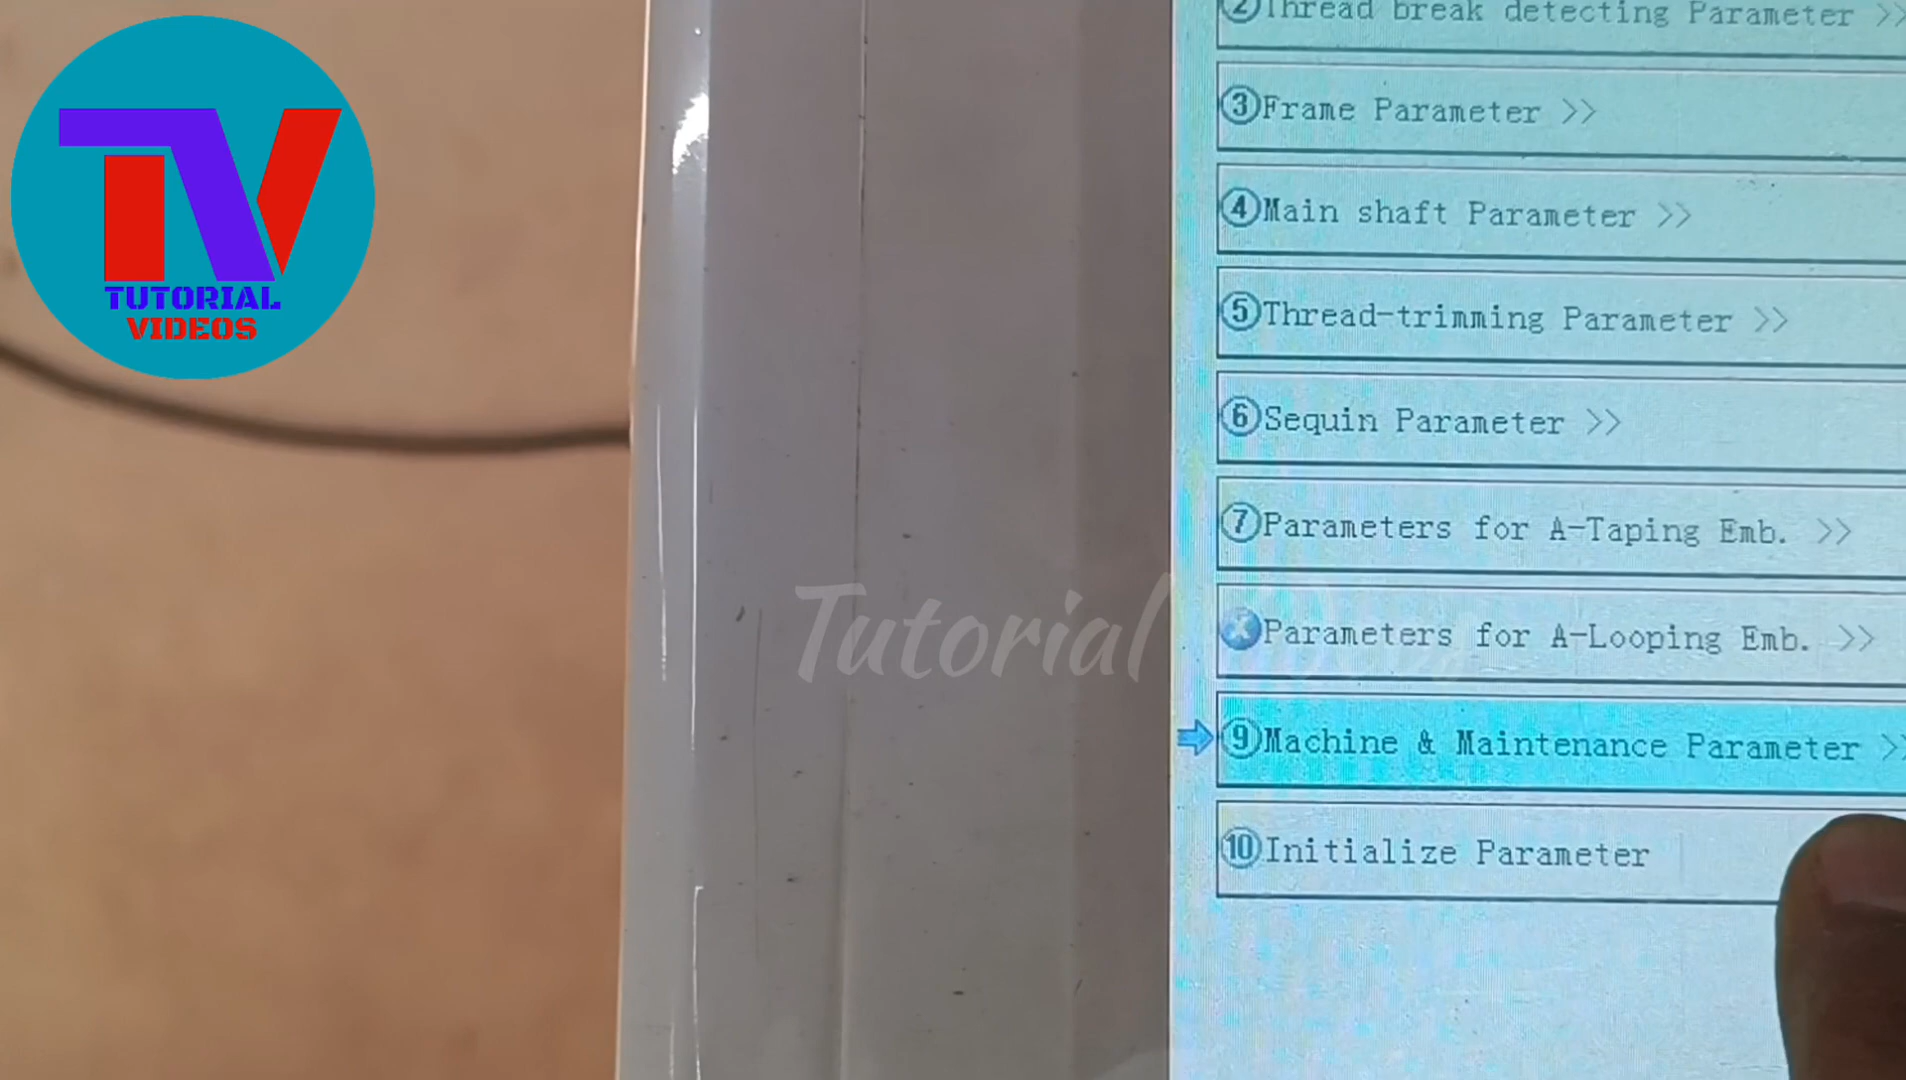 TV
TUTORIAL
VIDEOS
②Thread break detecting Parameter >>
③Frame Parameter >>
④Main shaft Parameter >>
⑤Thread-trimming Parameter >>
⑥Sequin Parameter >>
⑦Parameters for A-Taping Emb. >>
Parameters for A-Looping Emb. >>
⑨Machine & Maintenance Parameter >>
⑩Initialize Parameter
Tutorial